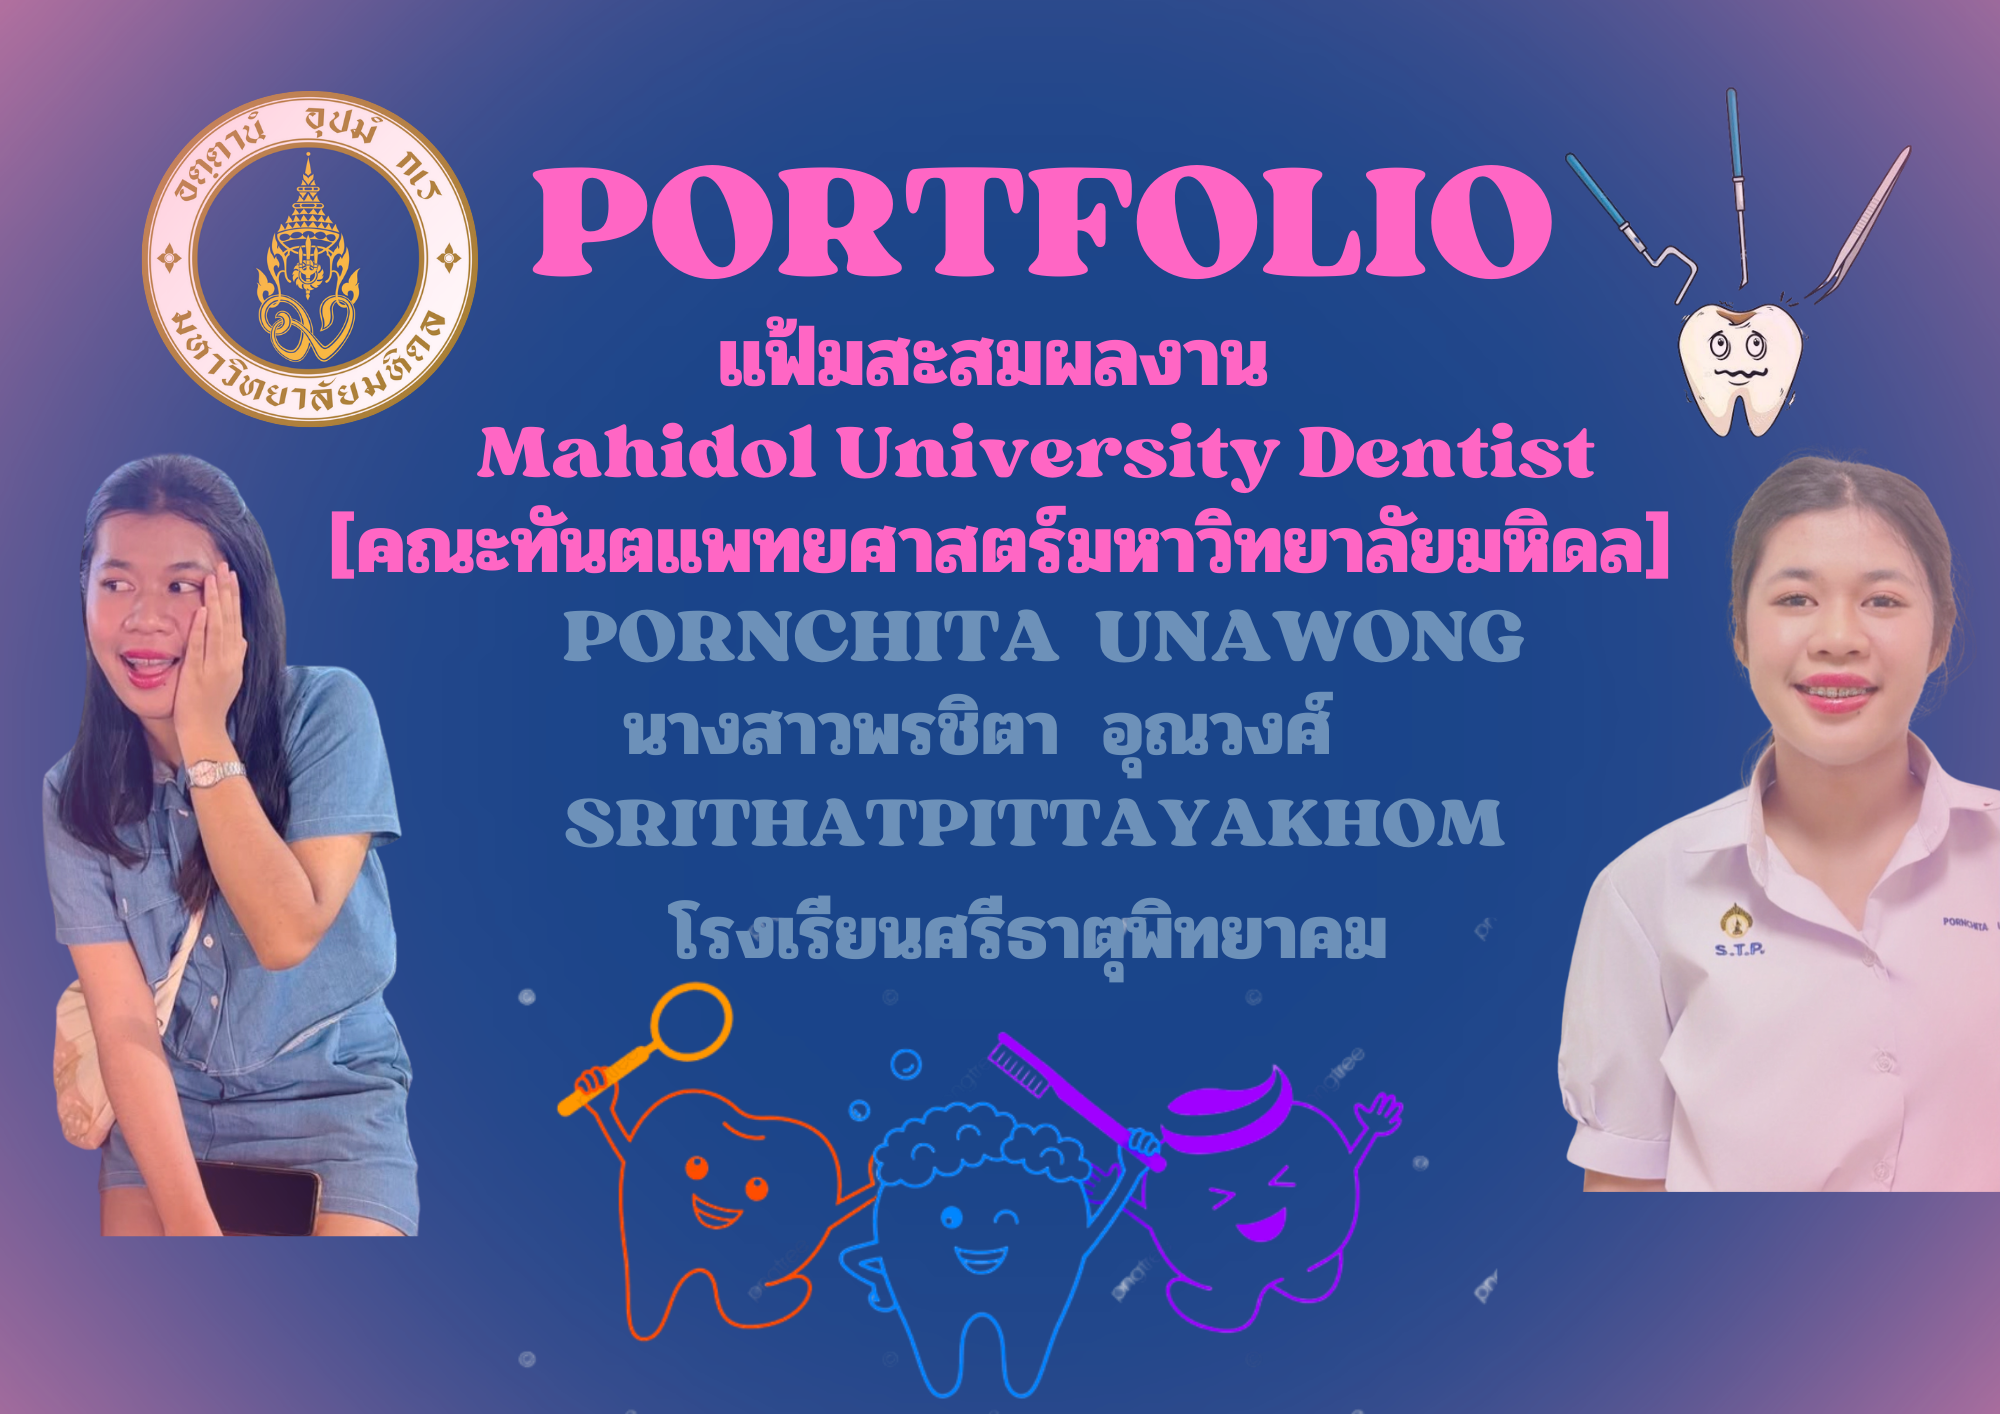 อตฺตานํ อุปมํ กเร
มหาวิทยาลัยมหิดล
PORTFOLIO
แฟ้มสะสมผลงาน
Mahidol University Dentist
[คณะทันตแพทยศาสตร์มหาวิทยาลัยมหิดล]
PORNCHITA UNAWONG
นางสาวพรชิตา อุณวงศ์
SRITHATPITTAYAKHOM
โรงเรียนศรีธาตุพิทยาคม
S.T.P.
PORNCHITA